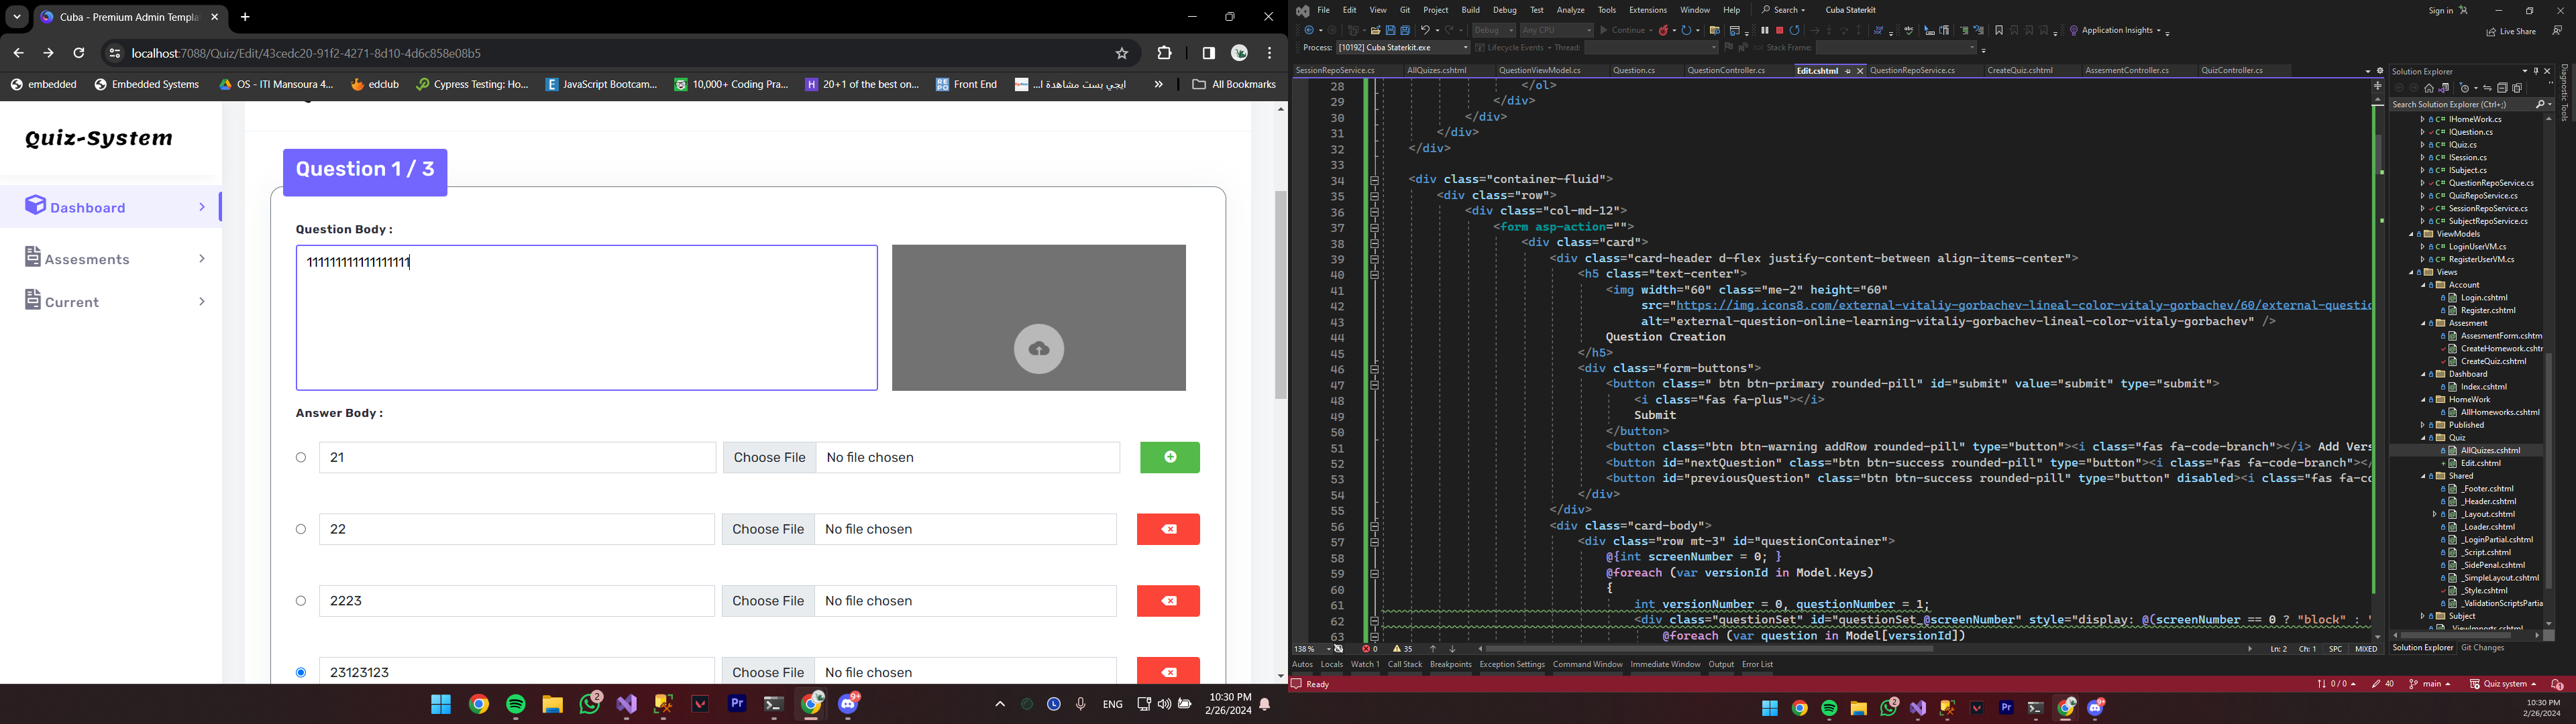 Cuba - Premium Admin Templa
localhost:7088/Quiz/Edit/43cedc20-91f2-4271-8d10-4d6c858e08b5
embedded
Embedded Systems
OS - ITI Mansoura 4...
edclub
Cypress Testing: Ho...
JavaScript Bootcam...
10,000+ Coding Pra...
20+1 of the best on...
Front End
ايجي بست مشاهدة ا...
All Bookmarks
Quiz-System
Dashboard
Assesments
Current
Question 1 / 3
Question Body :
Answer Body :
21
Choose File No file chosen
22
Choose File No file chosen
2223
Choose File No file chosen
23123123
Choose File No file chosen
ENG
10:30 PM
2/26/2024
File Edit View Git Project Build Debug Test Analyze Tools Extensions Window Help Search Cuba Staterkit
Sign in
Debug Any CPU Continue Application Insights
Live Share
Process: [10192] Cuba Staterkit.exe Lifecycle Events Thread: Stack Frame:
SessionRepoService.cs AllQuizes.cshtml QuestionViewModel.cs Question.cs QuestionController.cs Edit.cshtml QuestionRepoService.cs CreateQuiz.cshtml AssesmentController.cs QuizController.cs
28 </ol>
29 </div>
30 </div>
31 </div>
32 </div>
33
34 <div class="container-fluid">
35 <div class="row">
36 <div class="col-md-12">
37 <form asp-action="">
38 <div class="card">
39 <div class="card-header d-flex justify-content-between align-items-center">
40 <h5 class="text-center">
41 <img width="60" class="me-2" height="60"
42 src="https://img.icons8.com/external-vitaliy-gorbachev-lineal-color-vitaly-gorbachev/60/external-questio
43 alt="external-question-online-learning-vitaliy-gorbachev-lineal-color-vitaly-gorbachev" />
44 Question Creation
45 </h5>
46 <div class="form-buttons">
47 <button class=" btn btn-primary rounded-pill" id="submit" value="submit" type="submit">
48 <i class="fas fa-plus"></i>
49 Submit
50 </button>
51 <button class="btn btn-warning addRow rounded-pill" type="button"><i class="fas fa-code-branch"></i> Add Vers
52 <button id="nextQuestion" class="btn btn-success rounded-pill" type="button"><i class="fas fa-code-branch"></
53 <button id="previousQuestion" class="btn btn-success rounded-pill" type="button" disabled><i class="fas fa-co
54 </div>
55 </div>
56 <div class="card-body">
57 <div class="row mt-3" id="questionContainer">
58 @{int screenNumber = 0; }
59 @foreach (var versionId in Model.Keys)
60 {
61 int versionNumber = 0, questionNumber = 1;
62 <div class="questionSet" id="questionSet_@screenNumber" style="display: @(screenNumber == 0 ? "block" : "
63 @foreach (var question in Model[versionId])
138 % 0 35 Ln: 2 Ch: 1 SPC MIXED
Autos Locals Watch 1 Call Stack Breakpoints Exception Settings Command Window Immediate Window Output Error List
Ready
0 / 0 40 main Quiz system
Solution Explorer
Search Solution Explorer (Ctrl+;)
IHomeWork.cs
IQuestion.cs
IQuiz.cs
ISession.cs
ISubject.cs
QuestionRepoService.cs
QuizRepoService.cs
SessionRepoService.cs
SubjectRepoService.cs
ViewModels
LoginUserVM.cs
RegisterUserVM.cs
Views
Account
Login.cshtml
Register.cshtml
Assesment
AssesmentForm.cshtm
CreateHomework.cshtr
CreateQuiz.cshtml
Dashboard
Index.cshtml
HomeWork
AllHomeworks.cshtml
Published
Quiz
AllQuizes.cshtml
Edit.cshtml
Shared
_Footer.cshtml
_Header.cshtml
_Layout.cshtml
_Loader.cshtml
_LoginPartial.cshtml
_Script.cshtml
_SidePenal.cshtml
_SimpleLayout.cshtml
_Style.cshtml
_ValidationScriptsPartia
Subject
Solution Explorer Git Changes
Diagnostic Tools
10:30 PM
2/26/2024